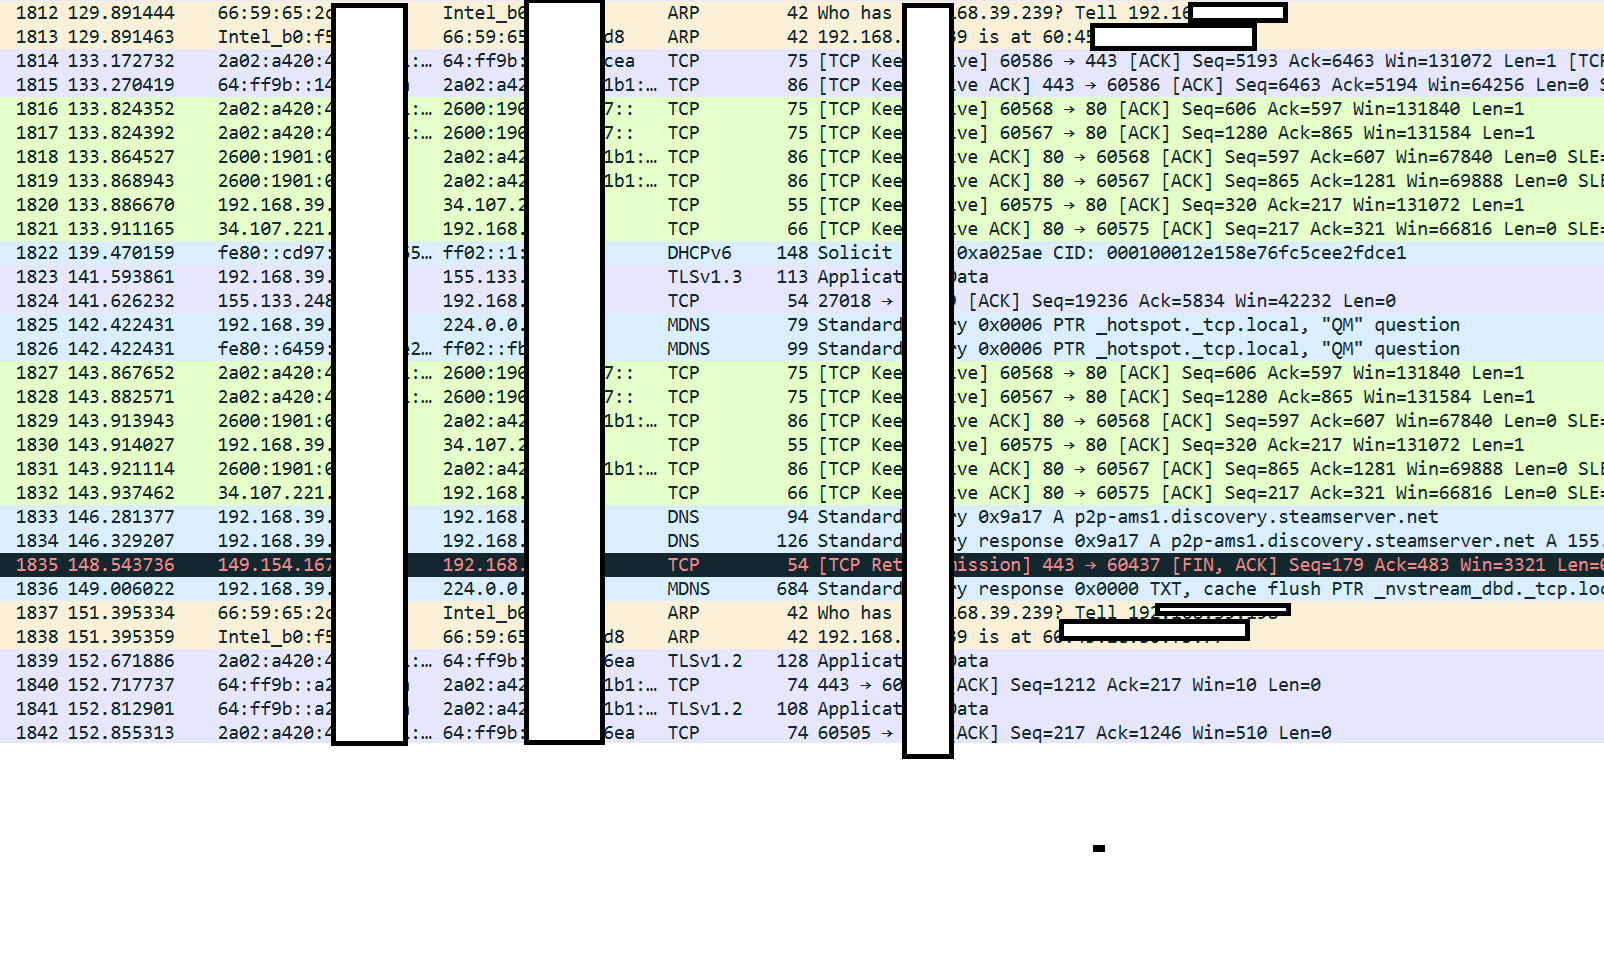 1812 129.891444 66:59:65:2c Intel_b0 ARP 42 Who has 68.39.239? Tell 192.16
1813 129.891463 Intel_b0:f5 66:59:65 d8 ARP 42 192.168. 39 is at 60:45
1814 133.172732 2a02:a420:4 :… 64:ff9b: cea TCP 75 [TCP Kee ve] 60586 → 443 [ACK] Seq=5193 Ack=6463 Win=131072 Len=1 [TCP
1815 133.270419 64:ff9b::14 2a02:a42 1b1:… TCP 86 [TCP Kee ve ACK] 443 → 60586 [ACK] Seq=6463 Ack=5194 Win=64256 Len=0 S
1816 133.824352 2a02:a420:4 :… 2600:190 7:: TCP 75 [TCP Kee ve] 60568 → 80 [ACK] Seq=606 Ack=597 Win=131840 Len=1
1817 133.824392 2a02:a420:4 :… 2600:190 7:: TCP 75 [TCP Kee ve] 60567 → 80 [ACK] Seq=1280 Ack=865 Win=131584 Len=1
1818 133.864527 2600:1901:0 2a02:a42 1b1:… TCP 86 [TCP Kee ve ACK] 80 → 60568 [ACK] Seq=597 Ack=607 Win=67840 Len=0 SLE=
1819 133.868943 2600:1901:0 2a02:a42 1b1:… TCP 86 [TCP Kee ve ACK] 80 → 60567 [ACK] Seq=865 Ack=1281 Win=69888 Len=0 SLE
1820 133.886670 192.168.39. 34.107.2 TCP 55 [TCP Kee ve] 60575 → 80 [ACK] Seq=320 Ack=217 Win=131072 Len=1
1821 133.911165 34.107.221. 192.168. TCP 66 [TCP Kee ve ACK] 80 → 60575 [ACK] Seq=217 Ack=321 Win=66816 Len=0 SLE=
1822 139.470159 fe80::cd97: 5… ff02::1: DHCPv6 148 Solicit 0xa025ae CID: 000100012e158e76fc5cee2fdce1
1823 141.593861 192.168.39. 155.133. TLSv1.3 113 Applicat Data
1824 141.626232 155.133.248 192.168. TCP 54 27018 → [ACK] Seq=19236 Ack=5834 Win=42232 Len=0
1825 142.422431 192.168.39. 224.0.0. MDNS 79 Standard ry 0x0006 PTR _hotspot._tcp.local, "QM" question
1826 142.422431 fe80::6459: e2… ff02::fb MDNS 99 Standard ry 0x0006 PTR _hotspot._tcp.local, "QM" question
1827 143.867652 2a02:a420:4 :… 2600:190 7:: TCP 75 [TCP Kee ve] 60568 → 80 [ACK] Seq=606 Ack=597 Win=131840 Len=1
1828 143.882571 2a02:a420:4 :… 2600:190 7:: TCP 75 [TCP Kee ve] 60567 → 80 [ACK] Seq=1280 Ack=865 Win=131584 Len=1
1829 143.913943 2600:1901:0 2a02:a42 1b1:… TCP 86 [TCP Kee ve ACK] 80 → 60568 [ACK] Seq=597 Ack=607 Win=67840 Len=0 SLE=
1830 143.914027 192.168.39. 34.107.2 TCP 55 [TCP Kee ve] 60575 → 80 [ACK] Seq=320 Ack=217 Win=131072 Len=1
1831 143.921114 2600:1901:0 2a02:a42 1b1:… TCP 86 [TCP Kee ve ACK] 80 → 60567 [ACK] Seq=865 Ack=1281 Win=69888 Len=0 SLE
1832 143.937462 34.107.221. 192.168. TCP 66 [TCP Kee ve ACK] 80 → 60575 [ACK] Seq=217 Ack=321 Win=66816 Len=0 SLE=
1833 146.281377 192.168.39. 192.168. DNS 94 Standard ry 0x9a17 A p2p-ams1.discovery.steamserver.net
1834 146.329207 192.168.39. 192.168. DNS 126 Standard ry response 0x9a17 A p2p-ams1.discovery.steamserver.net A 155.
1835 148.543736 149.154.167 192.168. TCP 54 [TCP Ret mission] 443 → 60437 [FIN, ACK] Seq=179 Ack=483 Win=3321 Len=0
1836 149.006022 192.168.39. 224.0.0. MDNS 684 Standard ry response 0x0000 TXT, cache flush PTR _nvstream_dbd._tcp.loc
1837 151.395334 66:59:65:2c Intel_b0 ARP 42 Who has 68.39.239? Tell 192
1838 151.395359 Intel_b0:f5 66:59:65 d8 ARP 42 192.168. 39 is at 60
1839 152.671886 2a02:a420:4 :… 64:ff9b: 6ea TLSv1.2 128 Applicat Data
1840 152.717737 64:ff9b::a2 2a02:a42 1b1:… TCP 74 443 → 60 [ACK] Seq=1212 Ack=217 Win=10 Len=0
1841 152.812901 64:ff9b::a2 2a02:a42 1b1:… TLSv1.2 108 Applicat Data
1842 152.855313 2a02:a420:4 :… 64:ff9b: 6ea TCP 74 60505 → [ACK] Seq=217 Ack=1246 Win=510 Len=0